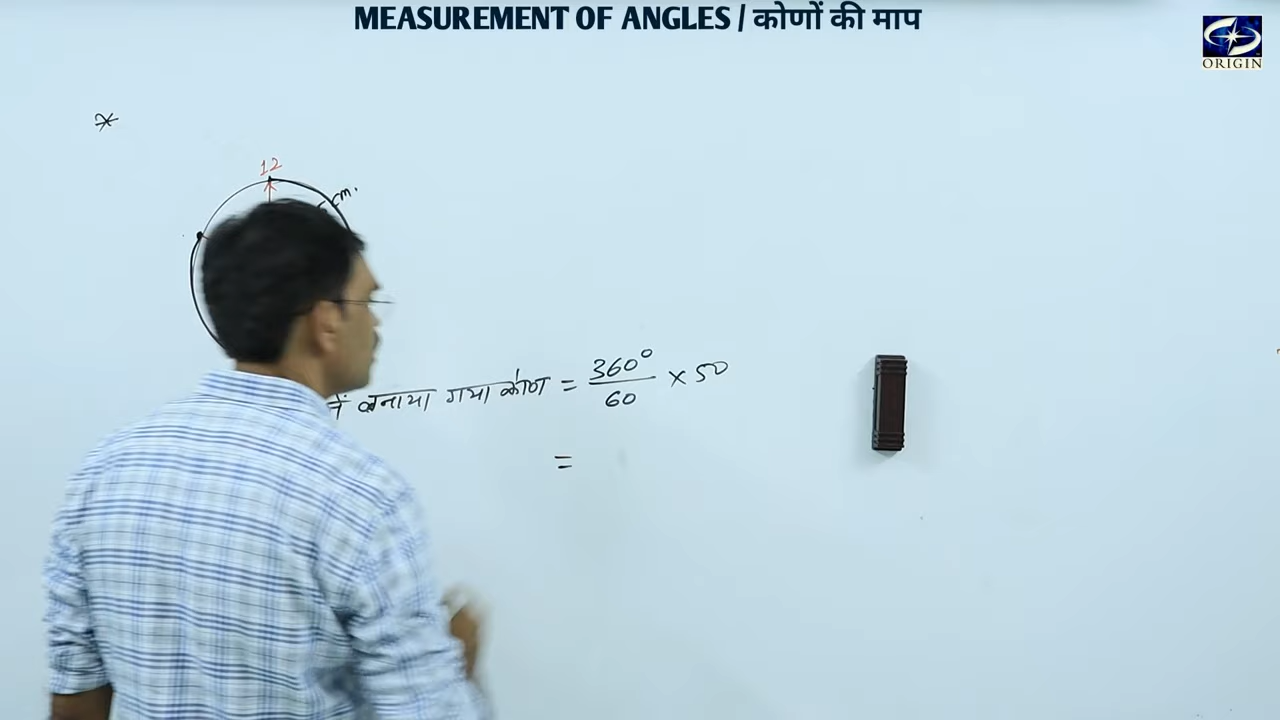 MEASUREMENT OF ANGLES / कोणों की माप
ORIGIN
*
12
m.
में बनाया गया कोण = 360° / 60 × 50
=